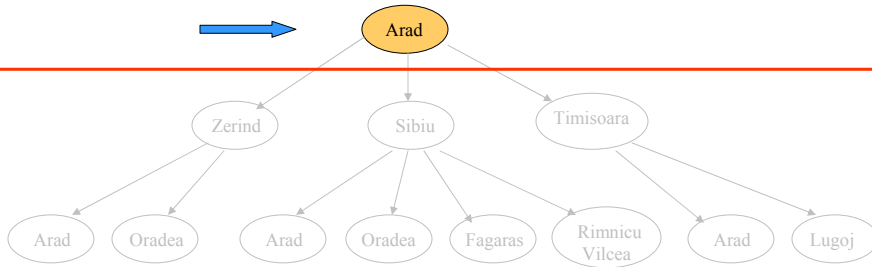 Arad
Zerind
Sibiu
Timisoara
Arad
Oradea
Arad
Oradea
Fagaras
Rimnicu
Vilcea
Arad
Lugoj